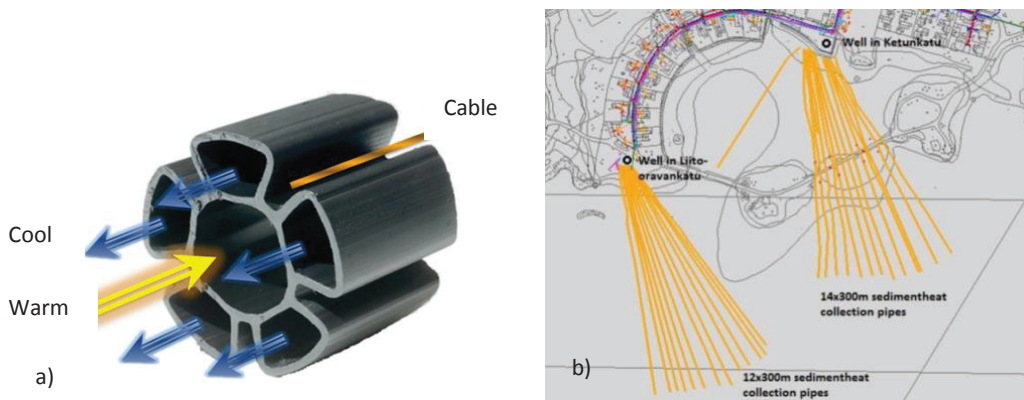 Cable
Cool
Warm
a)
b)
Well in Ketunkatu
Well in Liito-
oravankatu
14x300m sedimentheat
collection pipes
12x300m sedimentheat
collection pipes